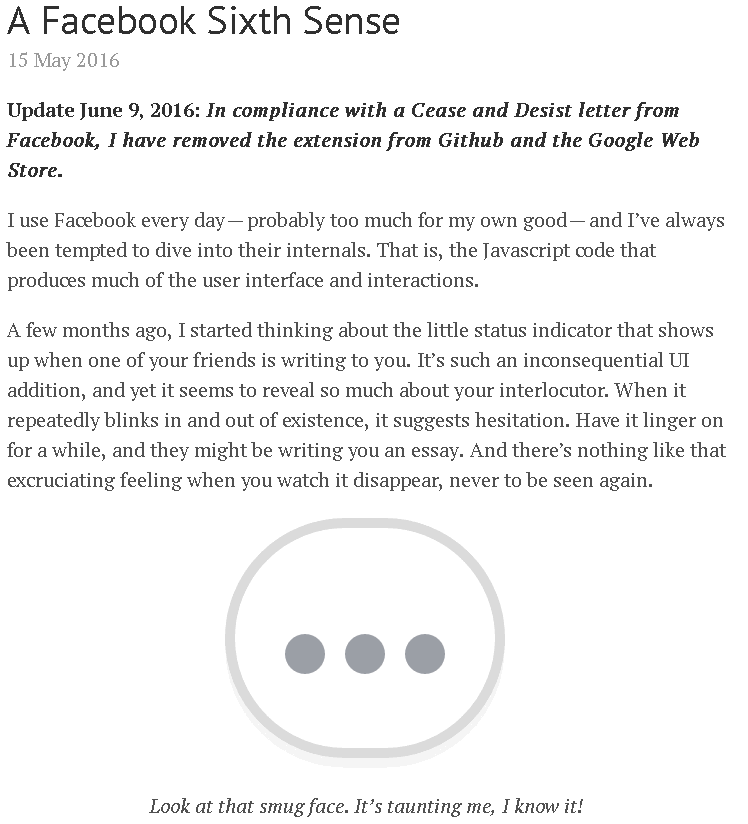 A Facebook Sixth Sense
15 May 2016
Update June 9, 2016: In compliance with a Cease and Desist letter from
Facebook, I have removed the extension from Github and the Google Web
Store.
I use Facebook every day — probably too much for my own good — and I’ve always
been tempted to dive into their internals. That is, the Javascript code that
produces much of the user interface and interactions.
A few months ago, I started thinking about the little status indicator that shows
up when one of your friends is writing to you. It’s such an inconsequential UI
addition, and yet it seems to reveal so much about your interlocutor. When it
repeatedly blinks in and out of existence, it suggests hesitation. Have it linger on
for a while, and they might be writing you an essay. And there’s nothing like that
excruciating feeling when you watch it disappear, never to be seen again.
Look at that smug face. It’s taunting me, I know it!